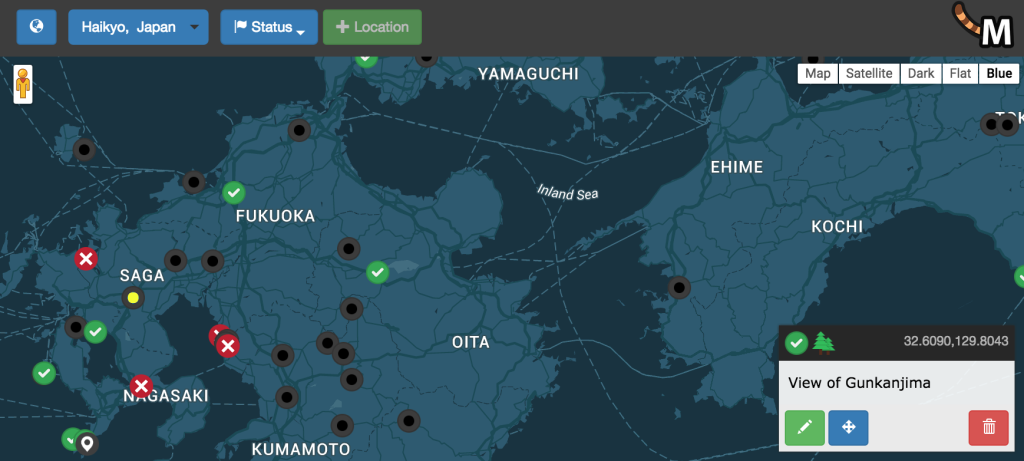 Haikyo, Japan
Status
Location
M
YAMAGUCHI
Map
Satellite
Dark
Flat
Blue
EHIME
Inland Sea
FUKUOKA
KOCHI
SAGA
OITA
NAGASAKI
KUMAMOTO
32.6090,129.8043
View of Gunkanjima